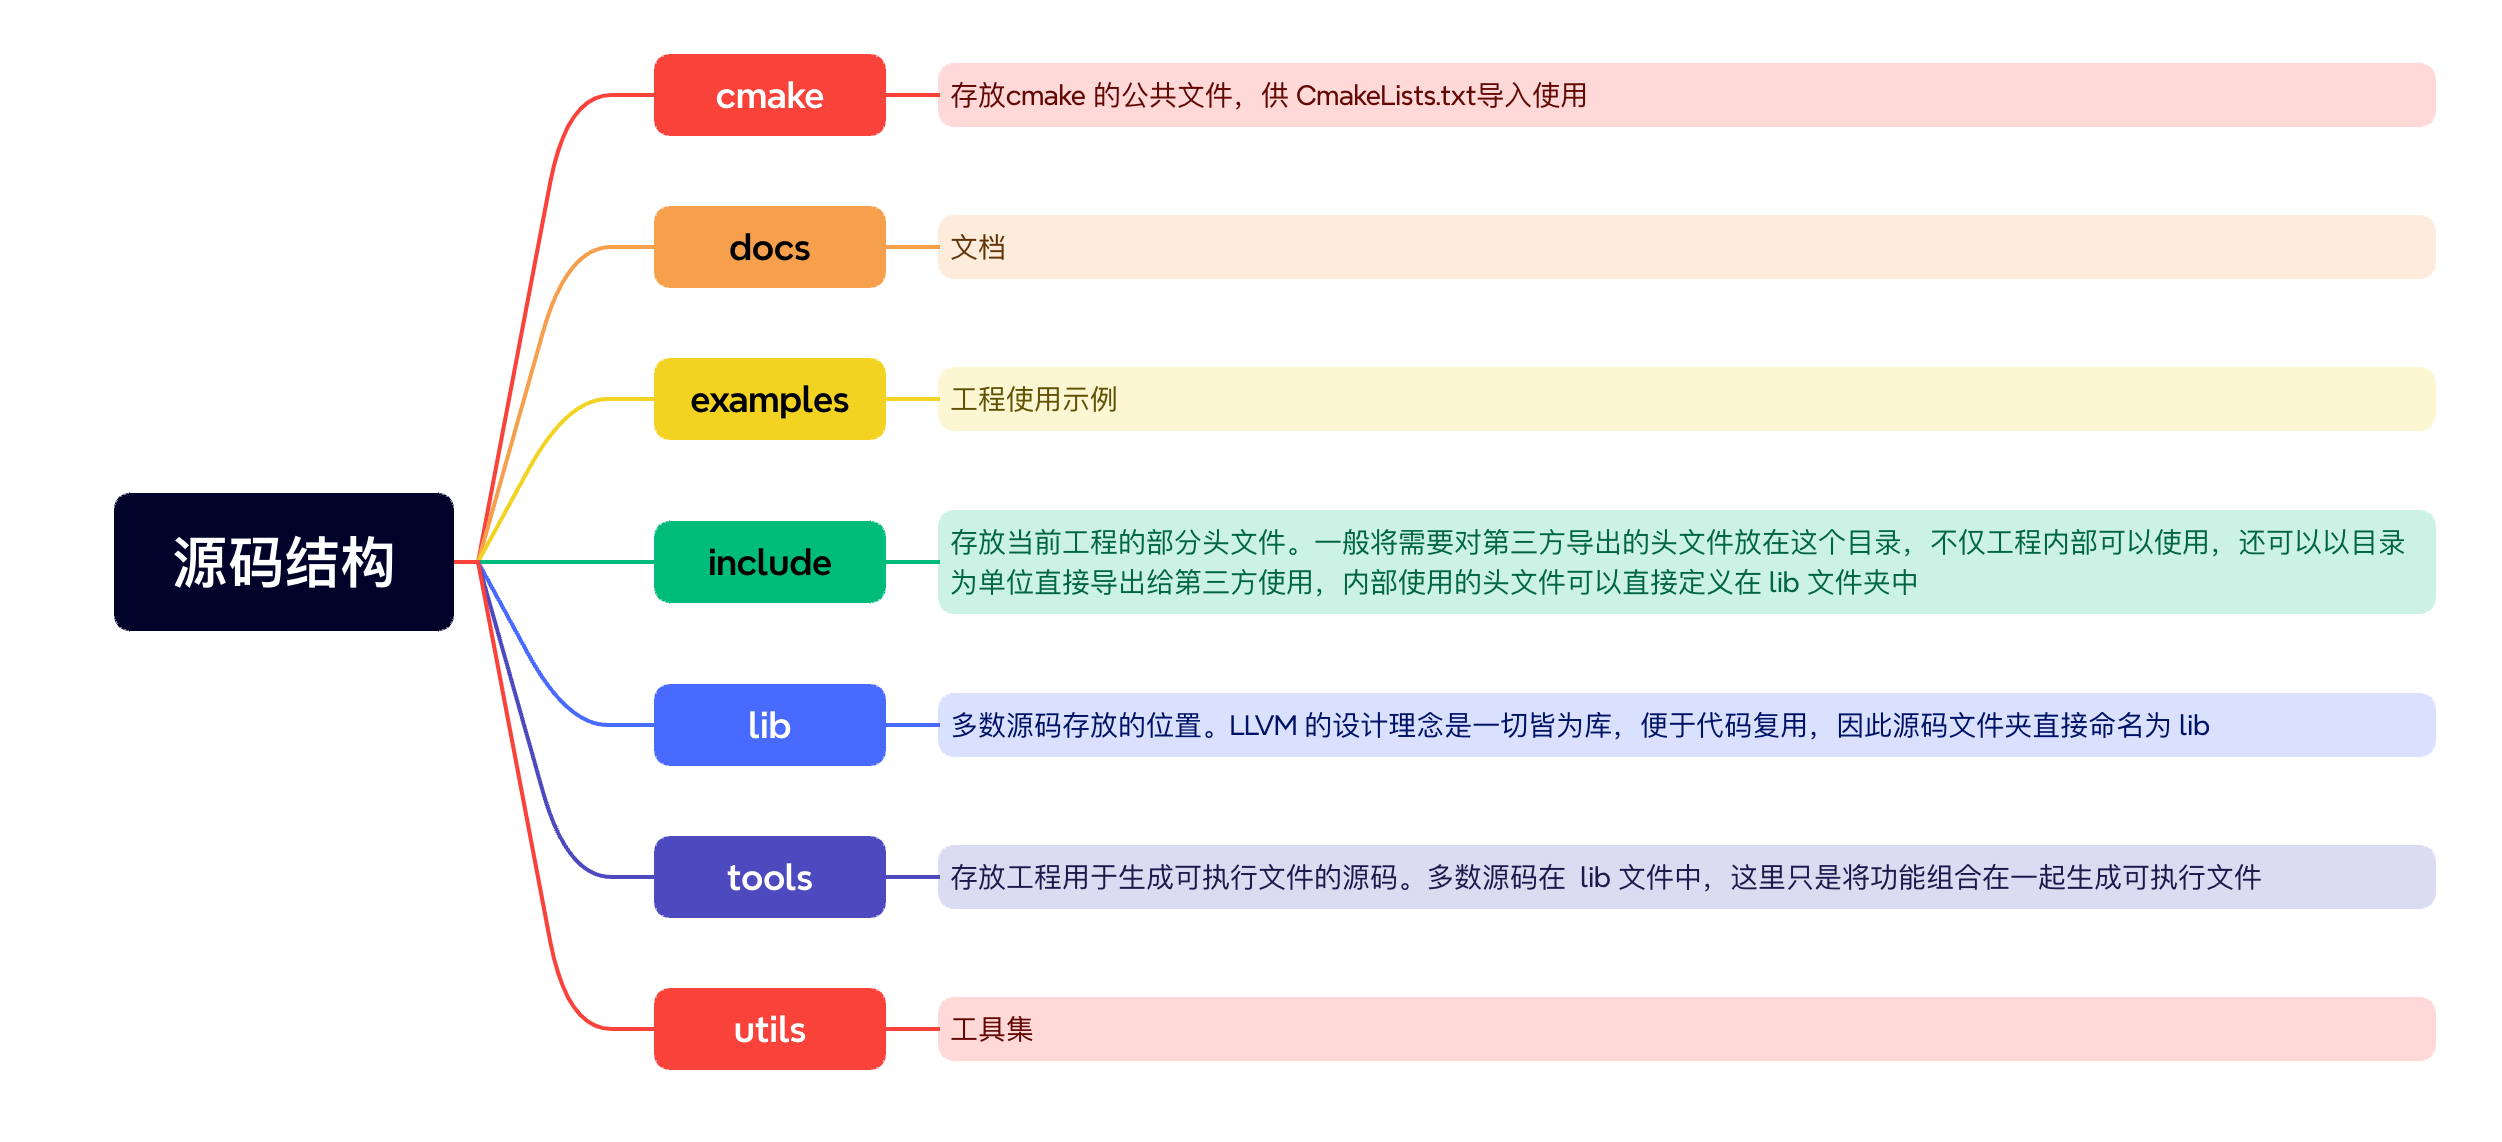 源码结构
cmake
存放cmake 的公共文件，供 CmakeLists.txt导入使用
docs
文档
examples
工程使用示例
include
存放当前工程的部分头文件。一般将需要对第三方导出的头文件放在这个目录，不仅工程内部可以使用，还可以以目录
为单位直接导出给第三方使用，内部使用的头文件可以直接定义在 lib 文件夹中
lib
多数源码存放的位置。LLVM 的设计理念是一切皆为库，便于代码复用，因此源码文件夹直接命名为 lib
tools
存放工程用于生成可执行文件的源码。多数源码在 lib 文件中，这里只是将功能组合在一起生成可执行文件
utils
工具集